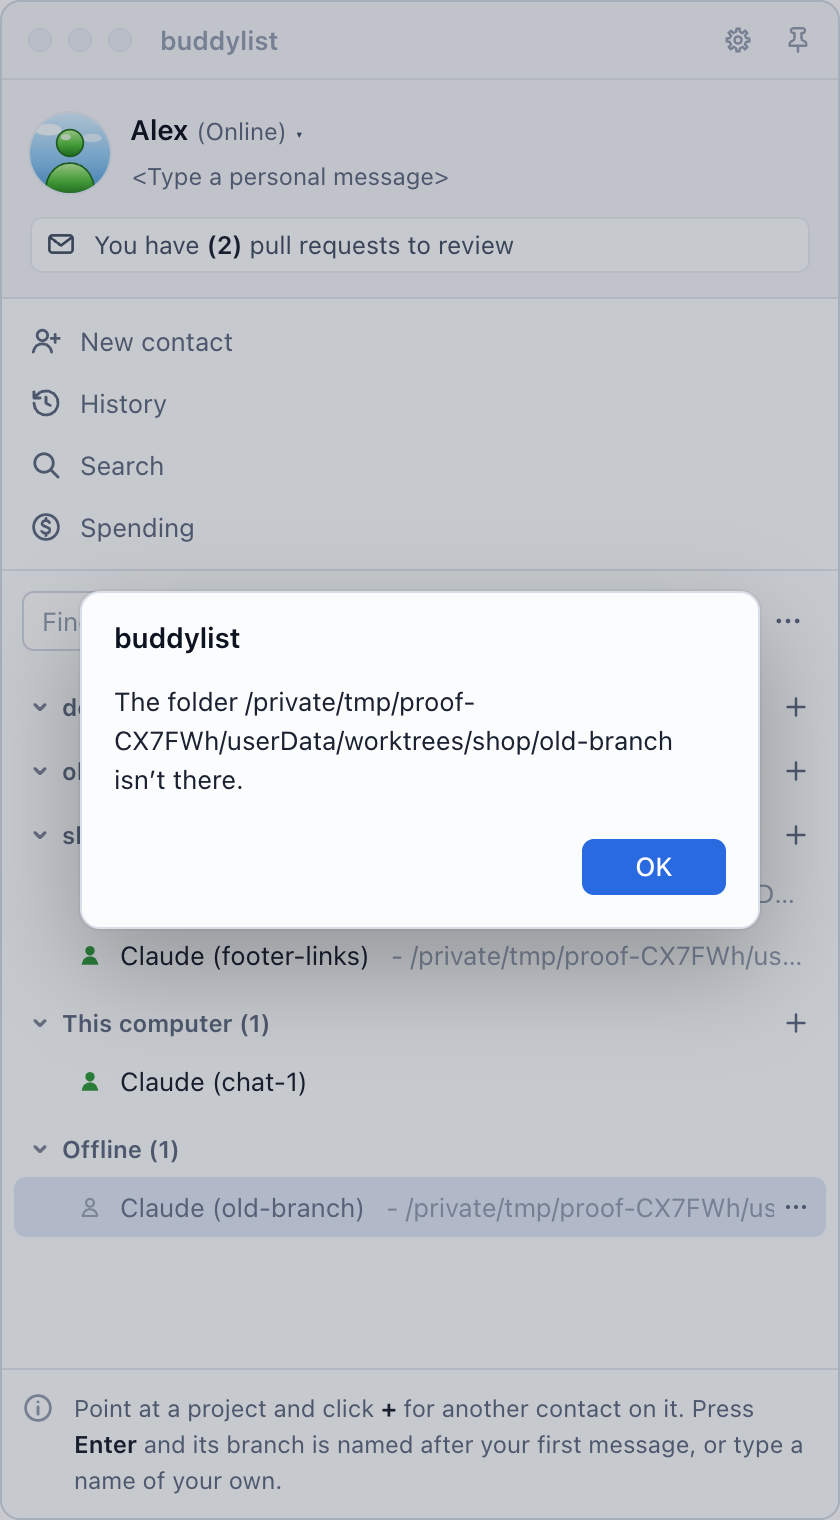 buddylist
Alex (Online)
<Type a personal message>
You have (2) pull requests to review
New contact
History
Search
Spending
buddylist
The folder /private/tmp/proof-
CX7FWh/userData/worktrees/shop/old-branch
isn’t there.
OK
Claude (footer-links) - /private/tmp/proof-CX7FWh/us...
This computer (1)
Claude (chat-1)
Offline (1)
Claude (old-branch) - /private/tmp/proof-CX7FWh/us
Point at a project and click + for another contact on it. Press
Enter and its branch is named after your first message, or type a
name of your own.